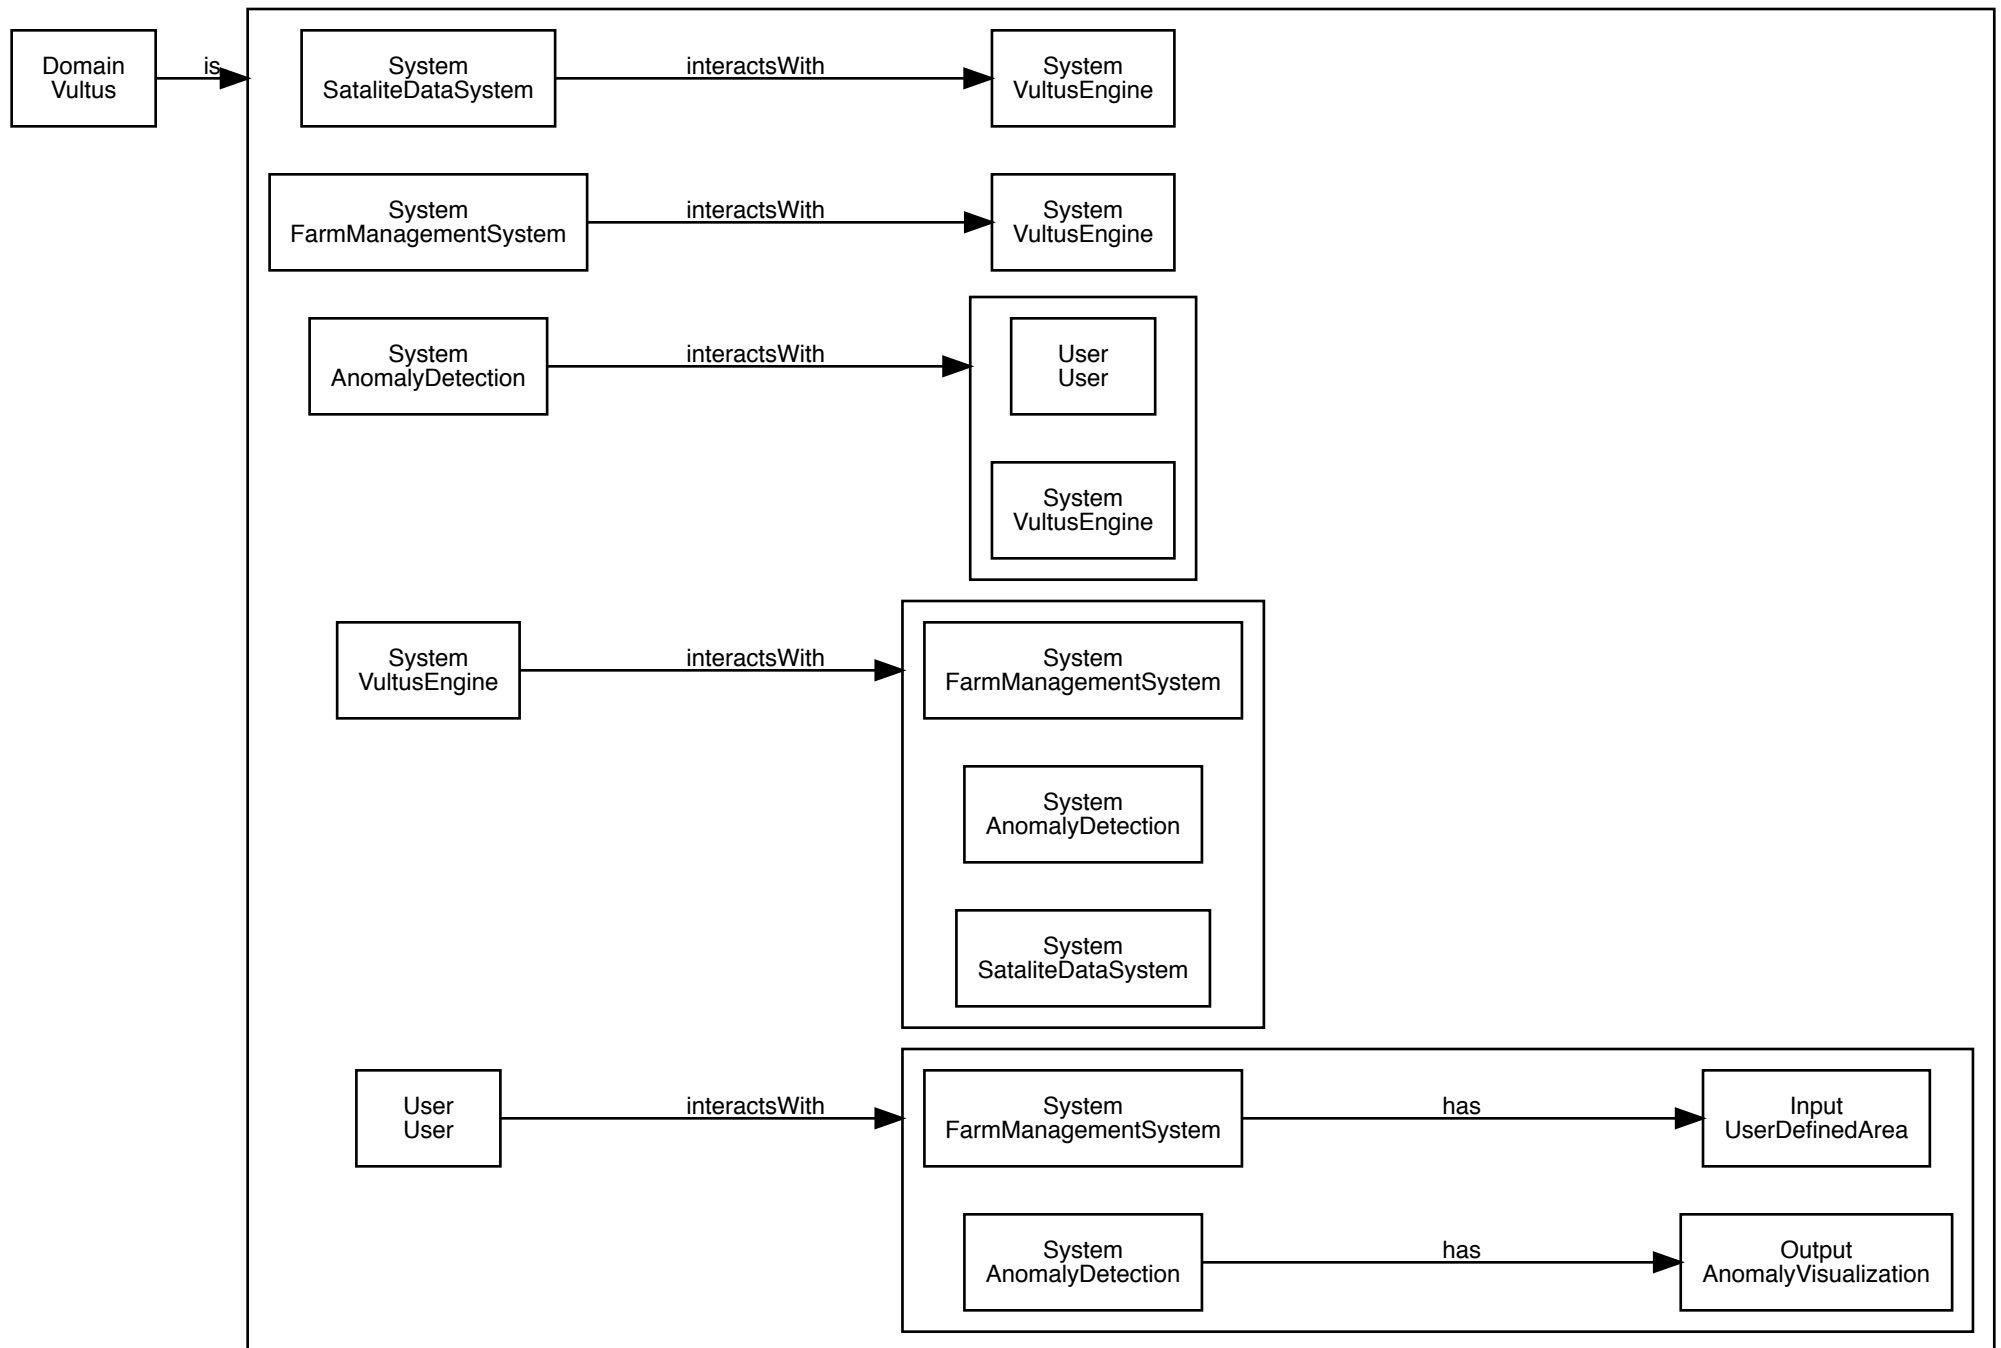 Domain
Vultus
is
System
SataliteDataSystem
interactsWith
System
VultusEngine
System
FarmManagementSystem
interactsWith
System
VultusEngine
System
AnomalyDetection
interactsWith
User
User
System
VultusEngine
System
VultusEngine
interactsWith
System
FarmManagementSystem
System
AnomalyDetection
System
SataliteDataSystem
User
User
interactsWith
System
FarmManagementSystem
has
Input
UserDefinedArea
System
AnomalyDetection
has
Output
AnomalyVisualization